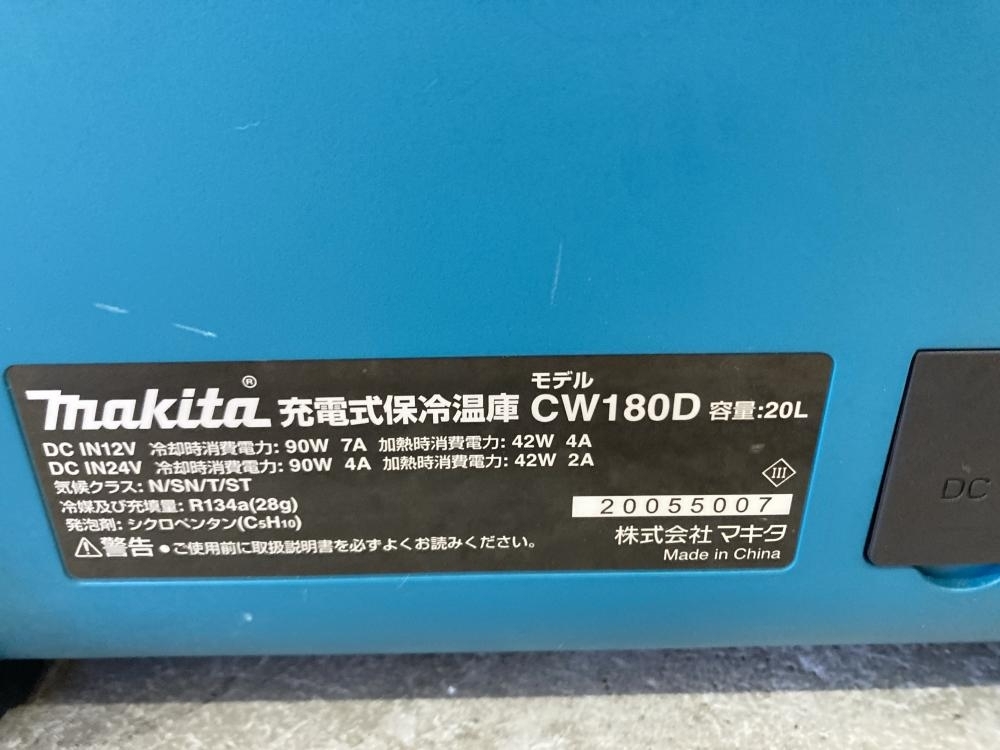 makita® 充電式保冷温庫 モデル CW180D 容量:20L
DC IN12V 冷却時消費電力: 90W 7A 加熱時消費電力: 42W 4A
DC IN24V 冷却時消費電力: 90W 4A 加熱時消費電力: 42W 2A
気候クラス: N/SN/T/ST
III
冷媒及び充填量: R134a(28g)
20055007
発泡剤: シクロペンタン(C5H10)
株式会社 マキタ
⚠警告 ●ご使用前に取扱説明書を必ずよくお読みください。
Made in China
DC